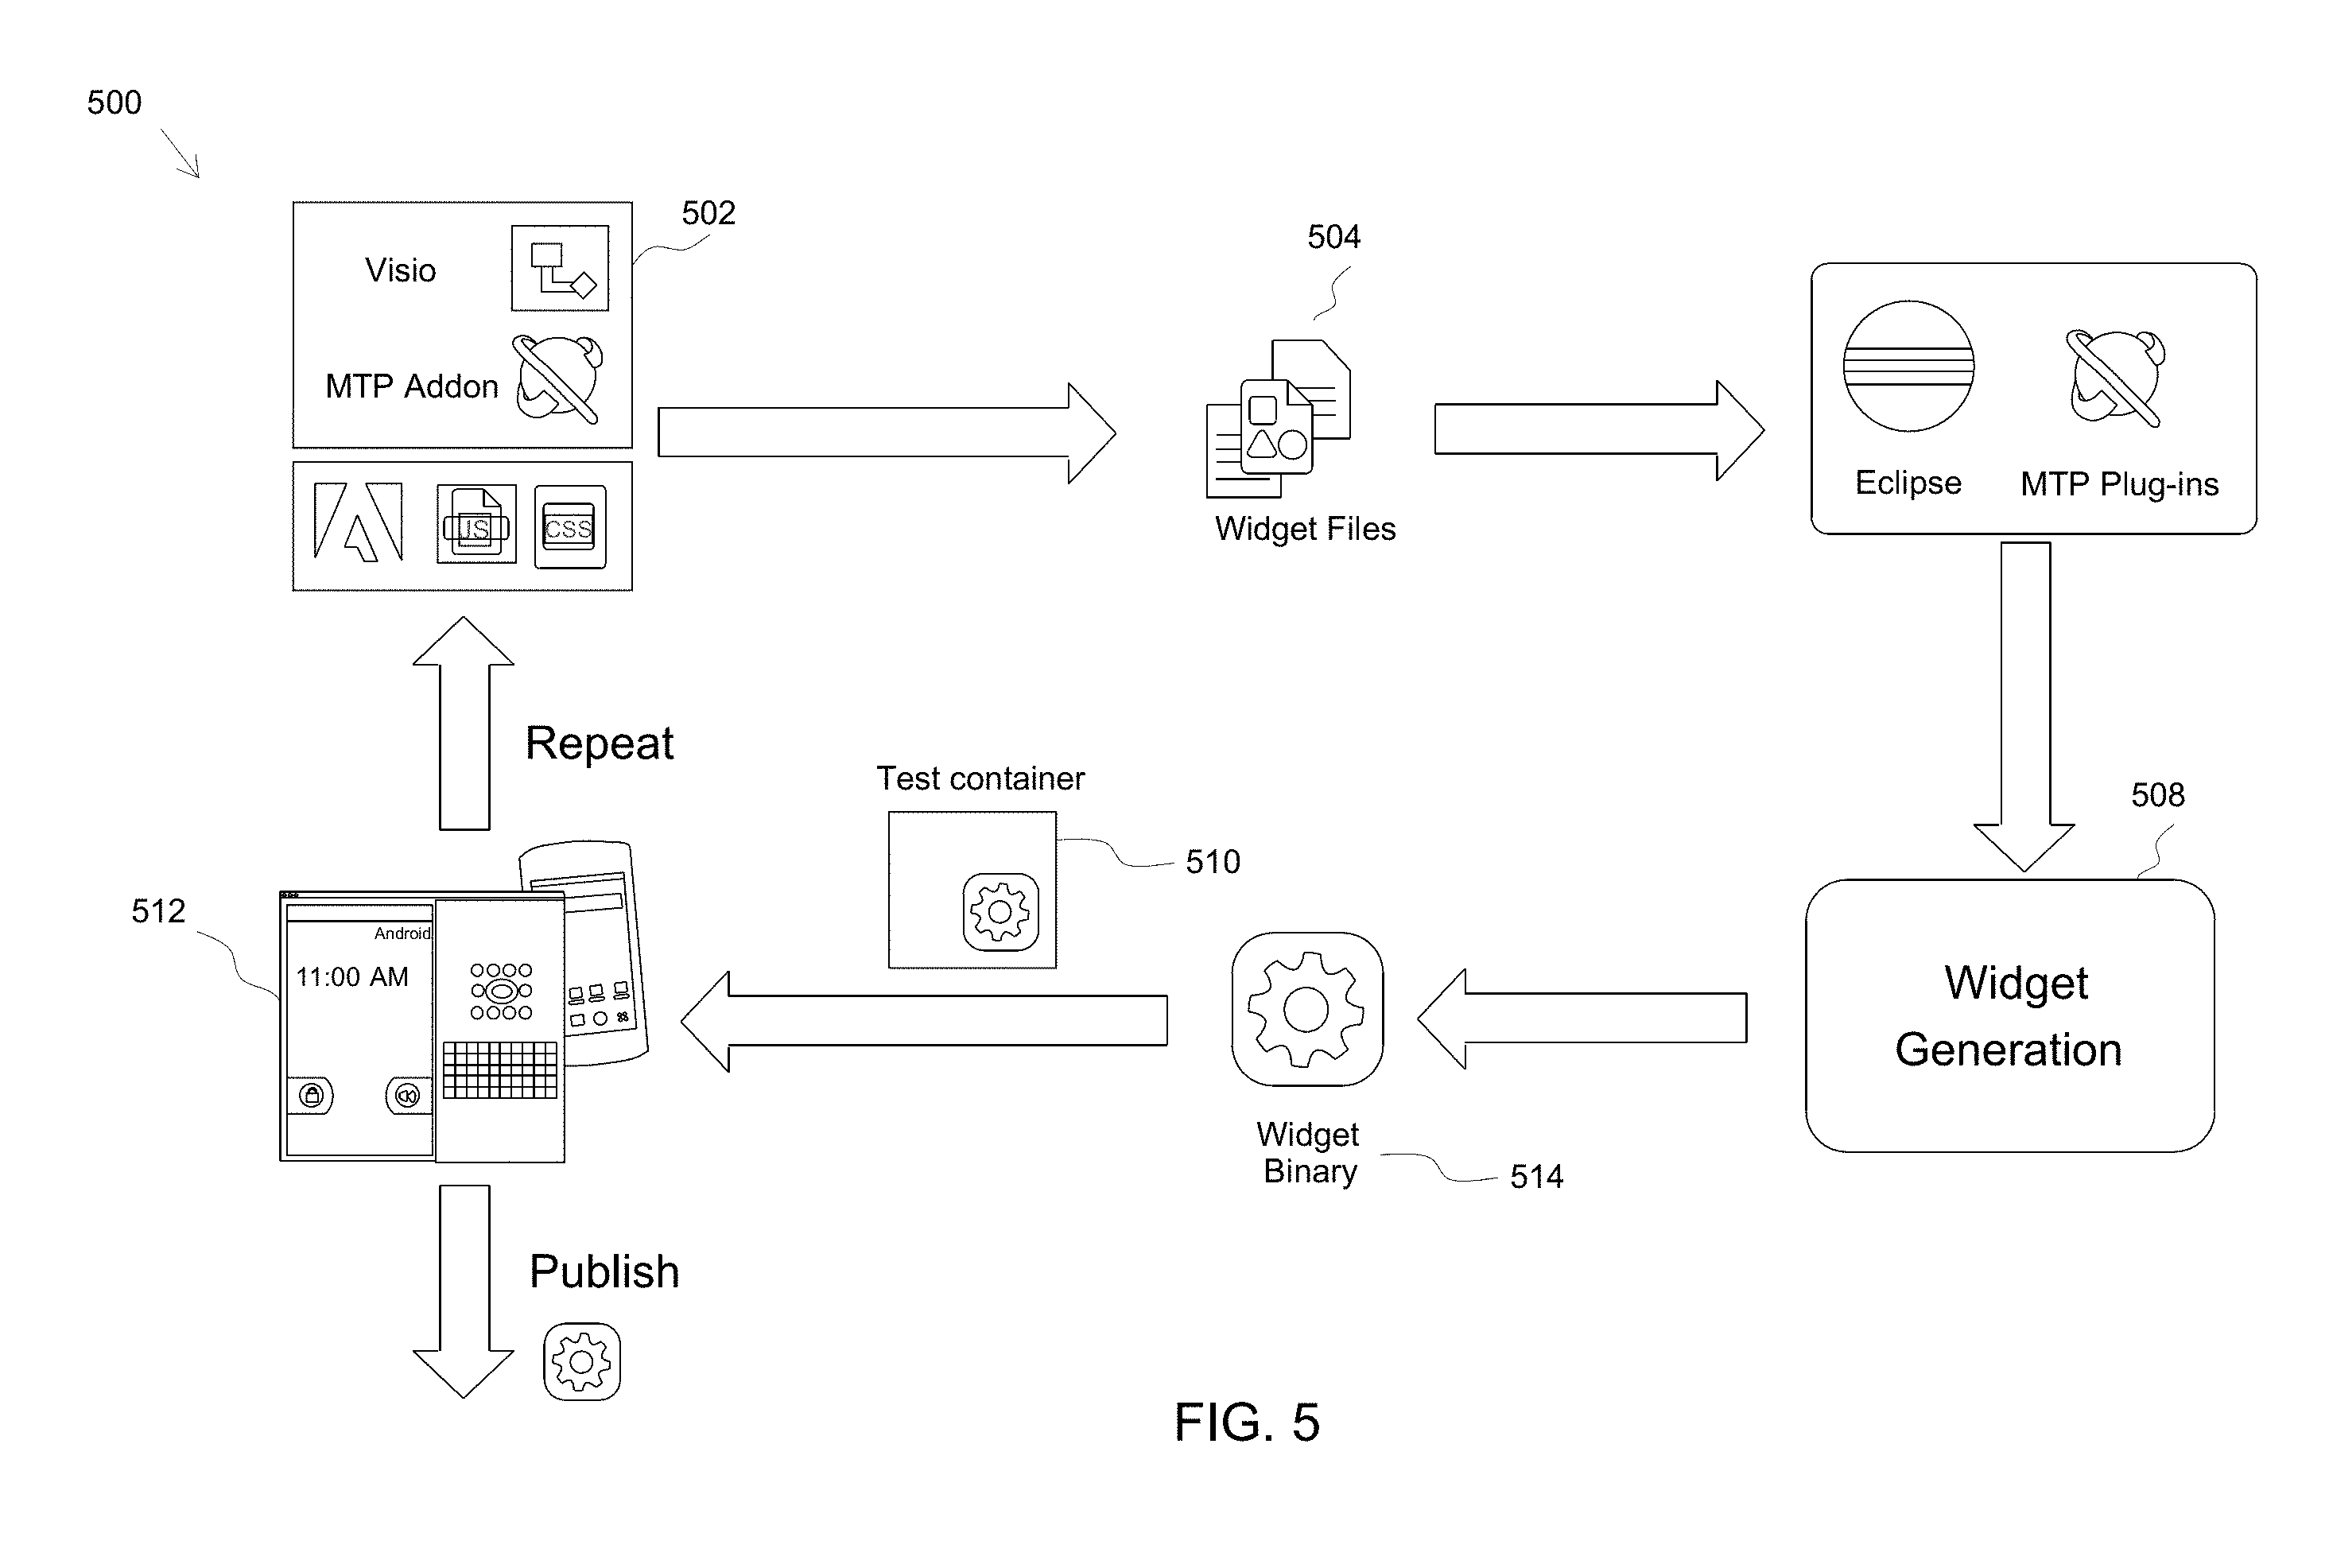 500
502
Visio
MTP Addon
JS
CSS
504
Widget Files
Eclipse
MTP Plug-ins
Repeat
Test container
510
508
Widget
Generation
512
Android
11:00 AM
Widget
Binary
514
Publish
FIG. 5